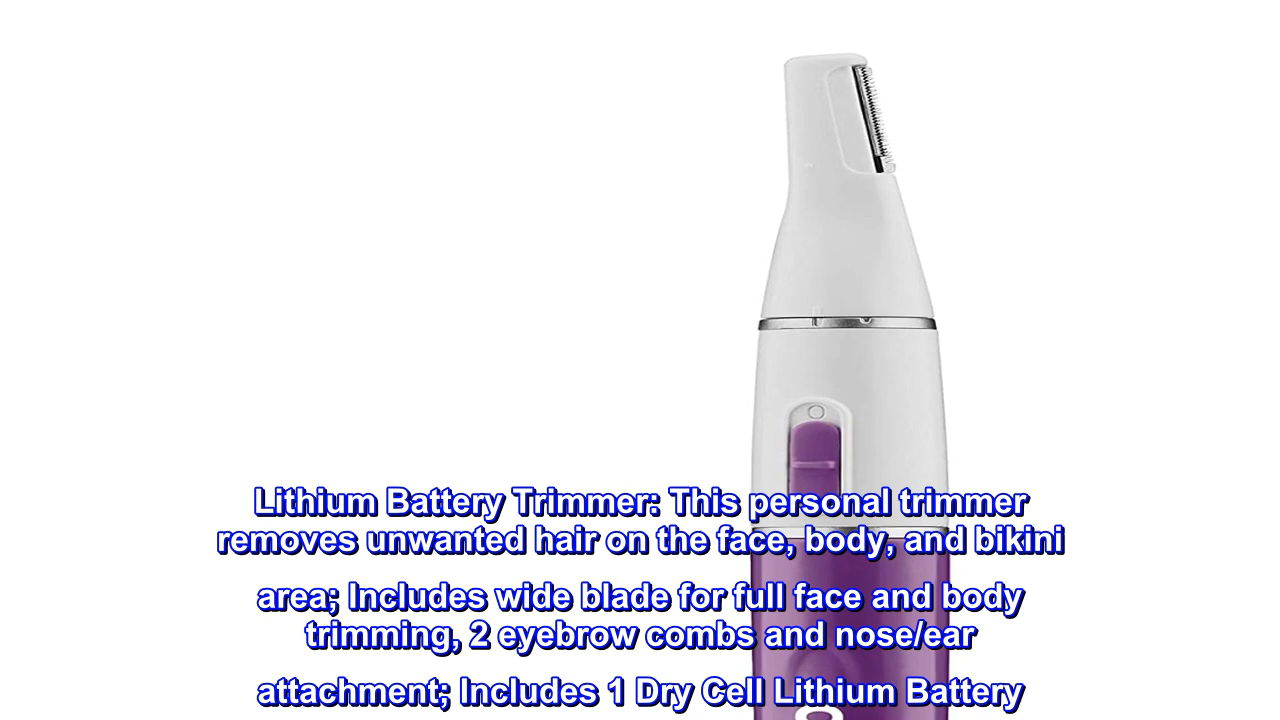 Lithium Battery Trimmer: This personal trimmer
removes unwanted hair on the face, body, and bikini
area; Includes wide blade for full face and body
trimming, 2 eyebrow combs and nose/ear
attachment; Includes 1 Dry Cell Lithium Battery